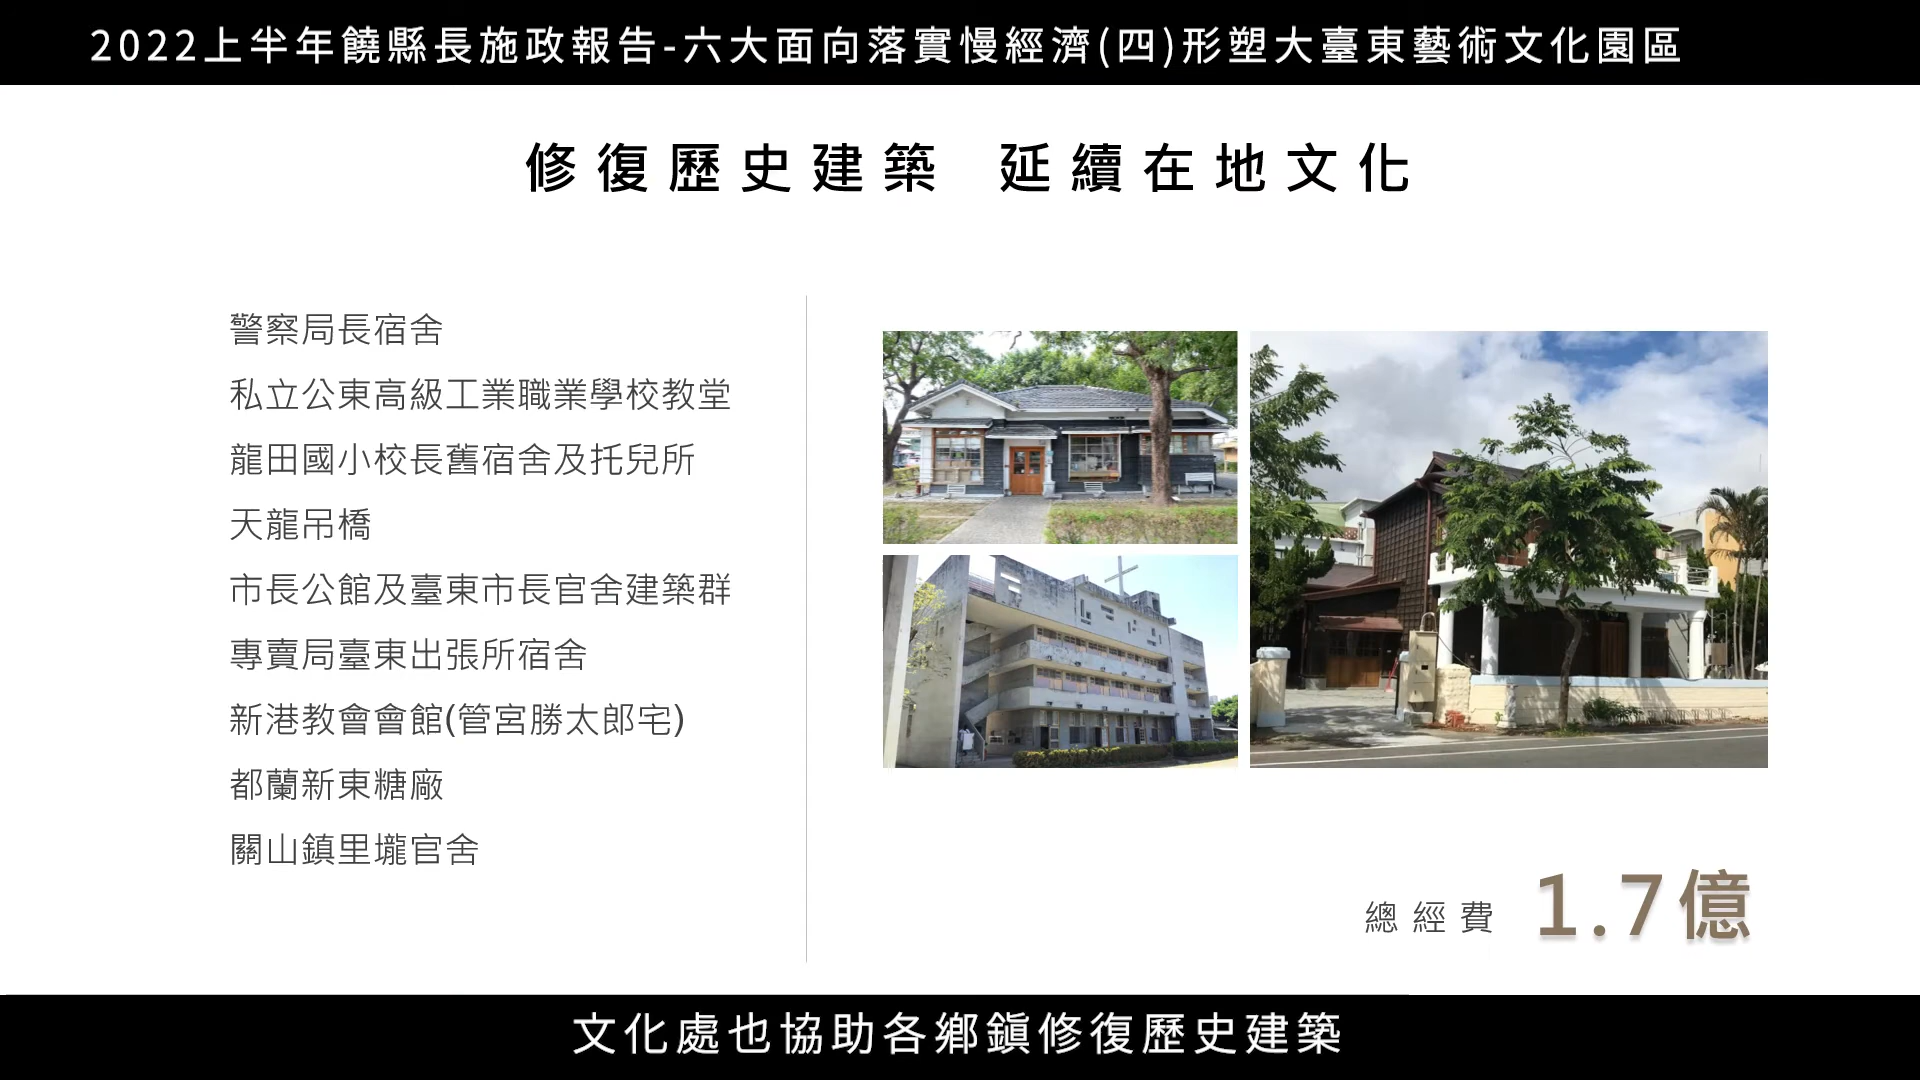 2022上半年饒縣長施政報告-六大面向落實慢經濟(四)形塑大臺東藝術文化園區
修復歷史建築 延續在地文化
警察局長宿舍
私立公東高級工業職業學校教堂
龍田國小校長舊宿舍及托兒所
天龍吊橋
市長公館及臺東市長官舍建築群
專賣局臺東出張所宿舍
新港教會會館(管宮勝太郎宅)
都蘭新東糖廠
關山鎮里壠官舍
總經費 1.7億
文化處也協助各鄉鎮修復歷史建築